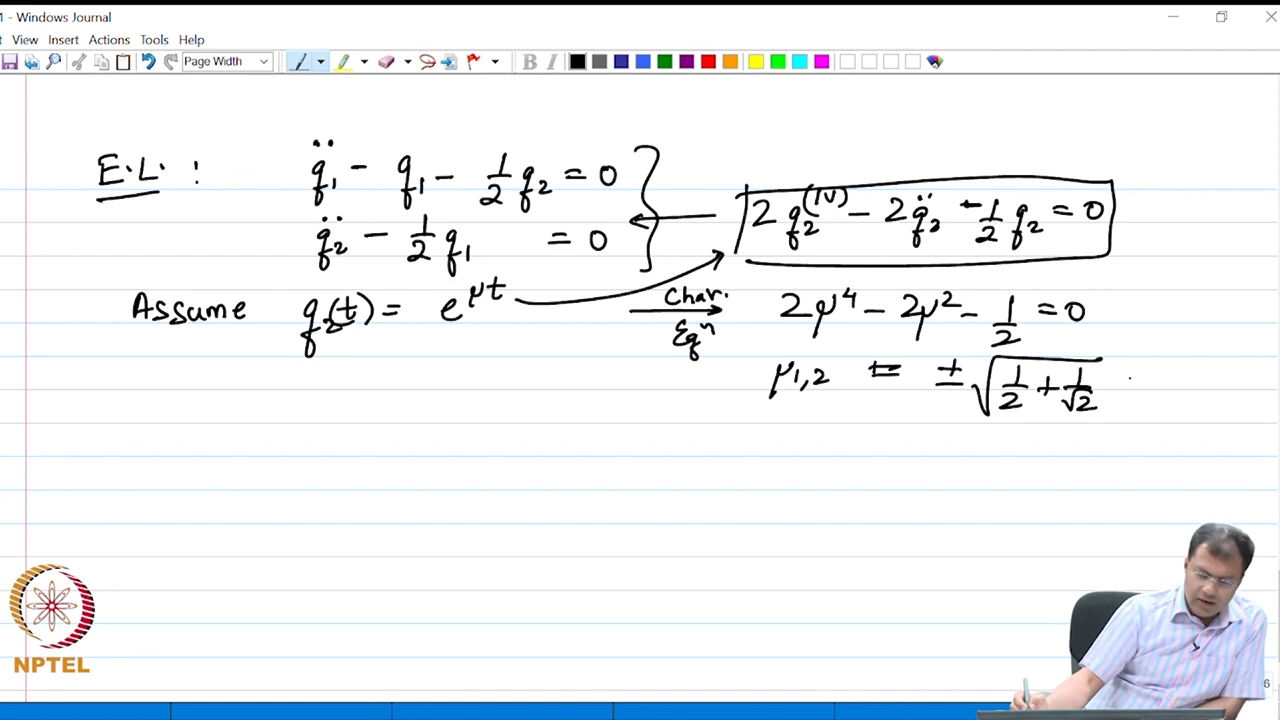 1 - Windows Journal
t View Insert Actions Tools Help
Page Width
B I
E.L. : q̈₁ - q₁ - 1/2 q₂ = 0
q̈₂ - 1/2 q₁ = 0
2 q₂^(IV) - 2 q̈₂ - 1/2 q₂ = 0
Assume q₂(t) = e^μt
Char. Eqⁿ
2μ⁴ - 2μ² - 1/2 = 0
μ₁,₂ = ± √(1/2 + 1/√2)
NPTEL
6